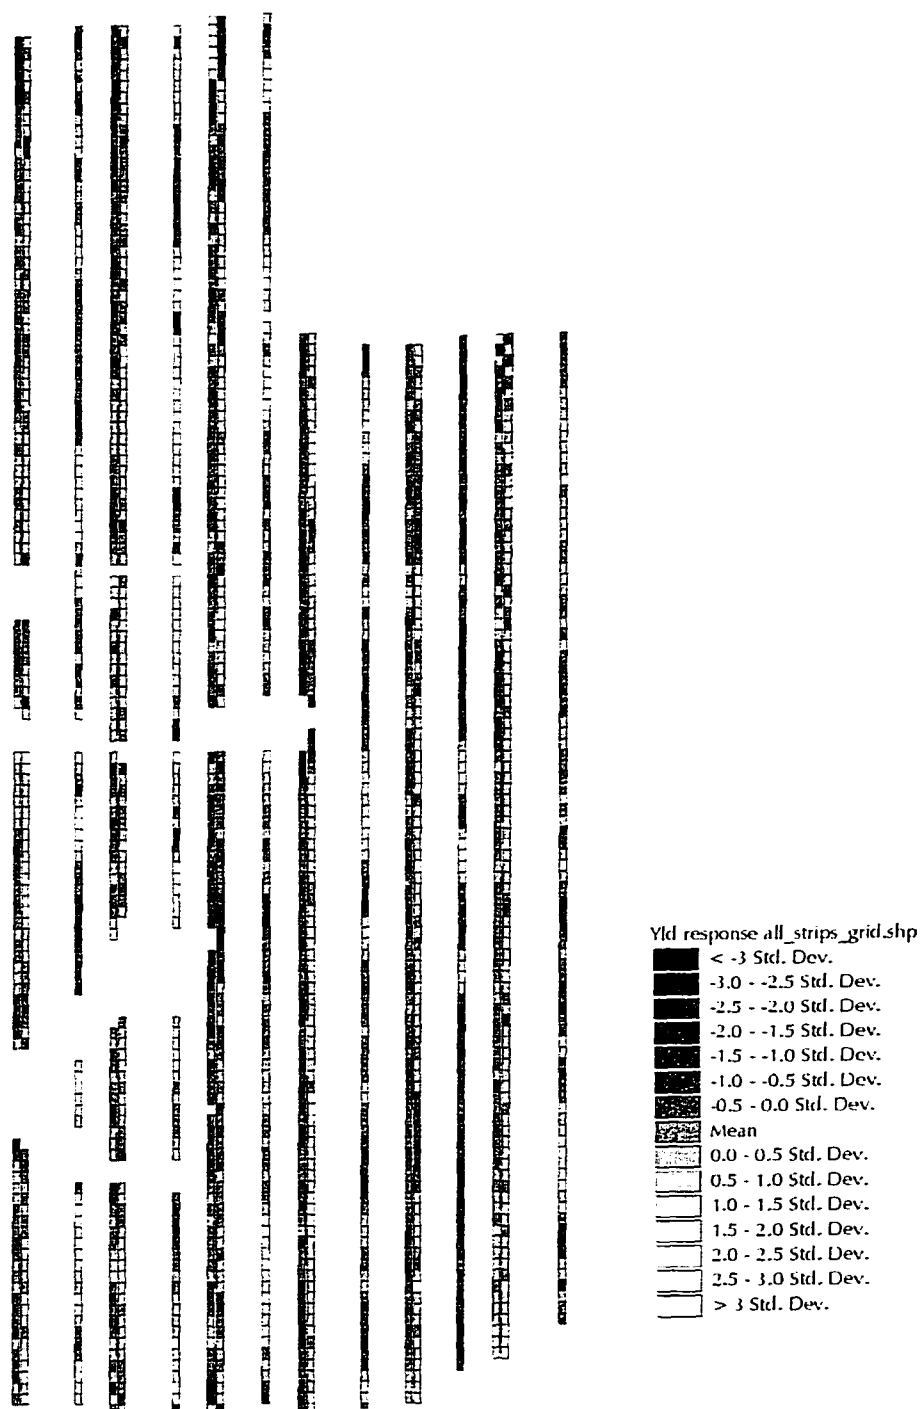 Yld response all_strips_grid.shp
< -3 Std. Dev.
-3.0 - -2.5 Std. Dev.
-2.5 - -2.0 Std. Dev.
-2.0 - -1.5 Std. Dev.
-1.5 - -1.0 Std. Dev.
-1.0 - -0.5 Std. Dev.
-0.5 - 0.0 Std. Dev.
Mean
0.0 - 0.5 Std. Dev.
0.5 - 1.0 Std. Dev.
1.0 - 1.5 Std. Dev.
1.5 - 2.0 Std. Dev.
2.0 - 2.5 Std. Dev.
2.5 - 3.0 Std. Dev.
> 3 Std. Dev.